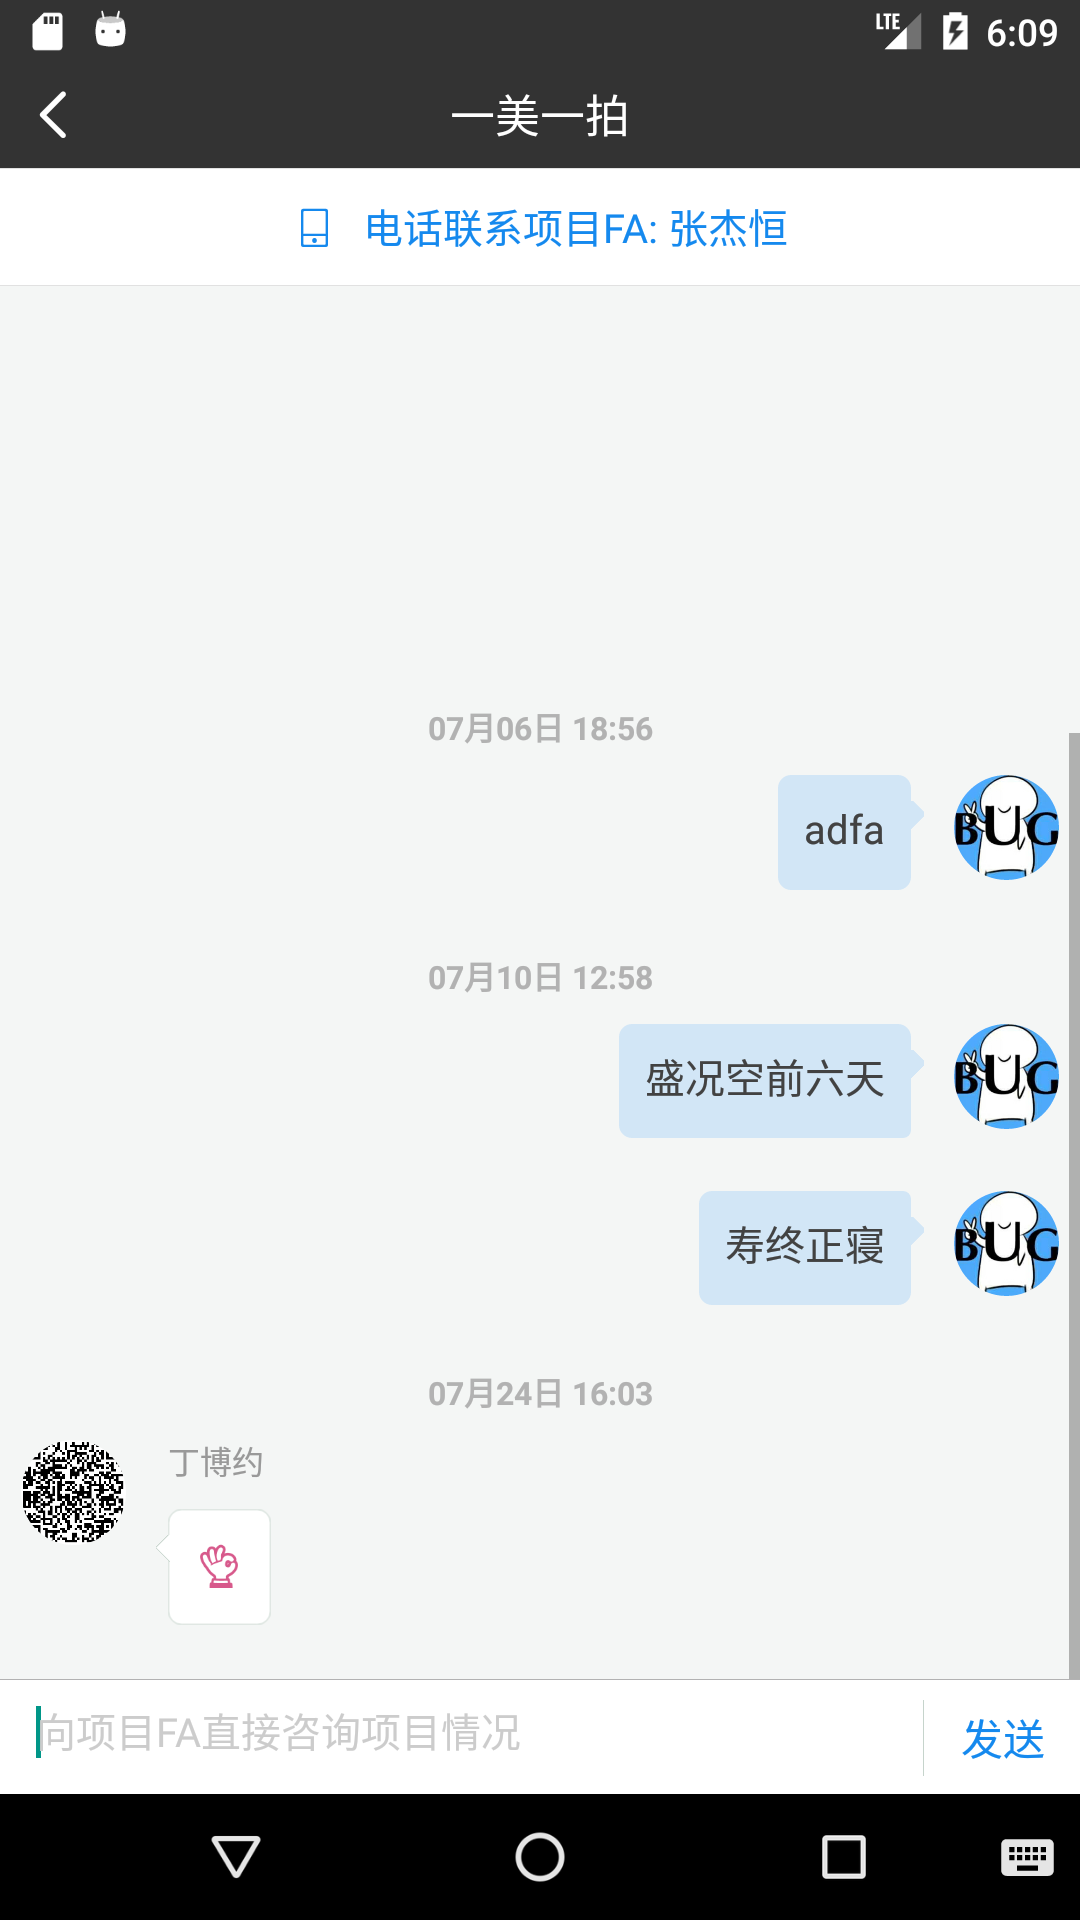 LTE 6:09
一美一拍
电话联系项目FA: 张杰恒
07月06日 18:56
adfa
BUG
07月10日 12:58
盛况空前六天
BUG
寿终正寝
BUG
07月24日 16:03
丁博约
向项目FA直接咨询项目情况
发送